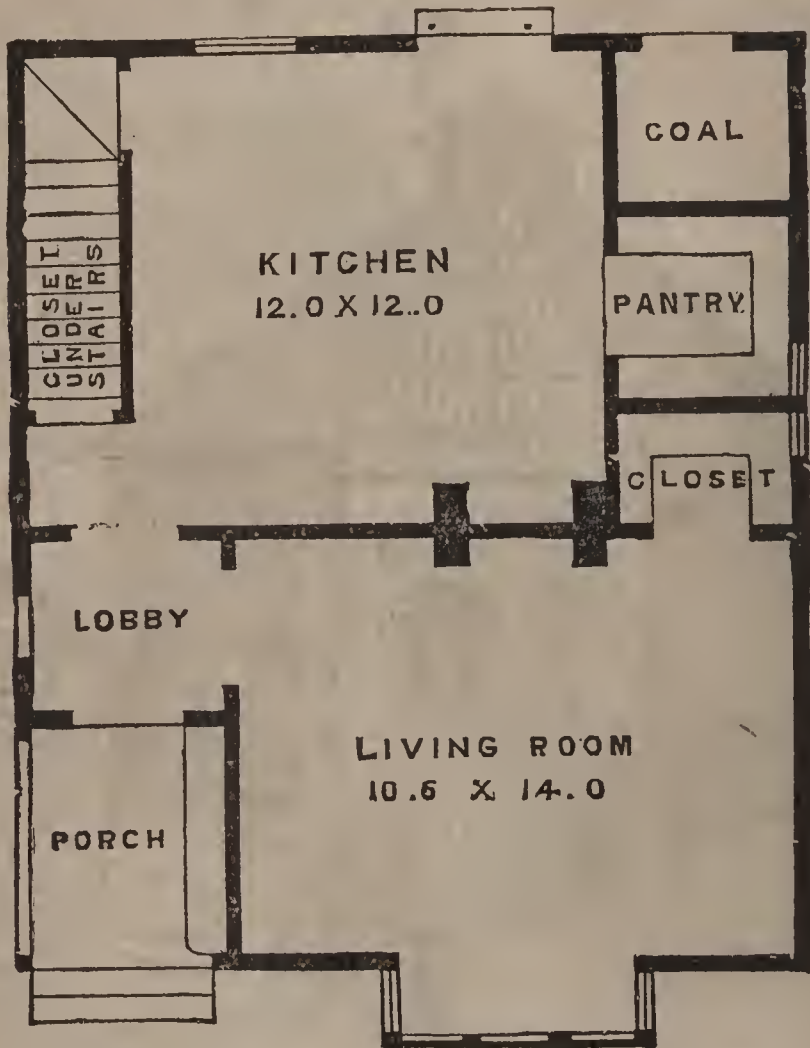 COAL
KITCHEN
12.0 X 12.0
CLOSET
UNDER
STAIRS
PANTRY.
CLOSET
LOBBY
LIVING ROOM
10.6 X 14.0
PORCH